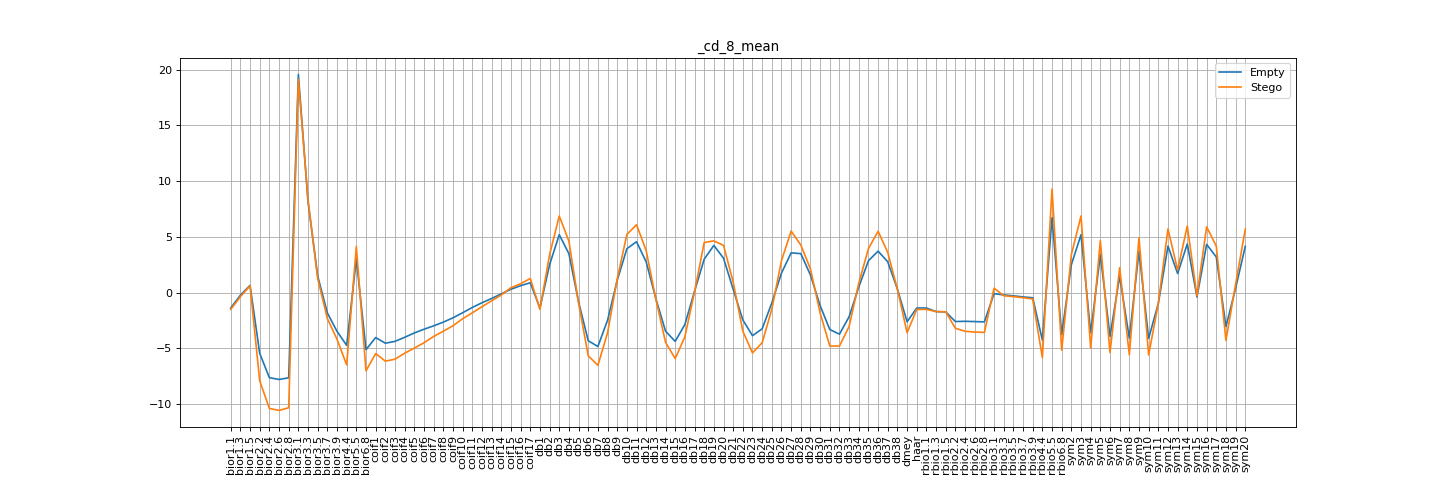 _cd_8_mean
Empty
Stego
20
15
10
5
0
−5
−10
bior1.1
bior1.3
bior1.5
bior2.2
bior2.4
bior2.6
bior2.8
bior3.1
bior3.3
bior3.5
bior3.7
bior3.9
bior4.4
bior5.5
bior6.8
coif1
coif2
coif3
coif4
coif5
coif6
coif7
coif8
coif9
coif10
coif11
coif12
coif13
coif14
coif15
coif16
coif17
db1
db2
db3
db4
db5
db6
db7
db8
db9
db10
db11
db12
db13
db14
db15
db16
db17
db18
db19
db20
db21
db22
db23
db24
db25
db26
db27
db28
db29
db30
db31
db32
db33
db34
db35
db36
db37
db38
dmey
haar
rbio1.1
rbio1.3
rbio1.5
rbio2.2
rbio2.4
rbio2.6
rbio2.8
rbio3.1
rbio3.3
rbio3.5
rbio3.7
rbio3.9
rbio4.4
rbio5.5
rbio6.8
sym2
sym3
sym4
sym5
sym6
sym7
sym8
sym9
sym10
sym11
sym12
sym13
sym14
sym15
sym16
sym17
sym18
sym19
sym20